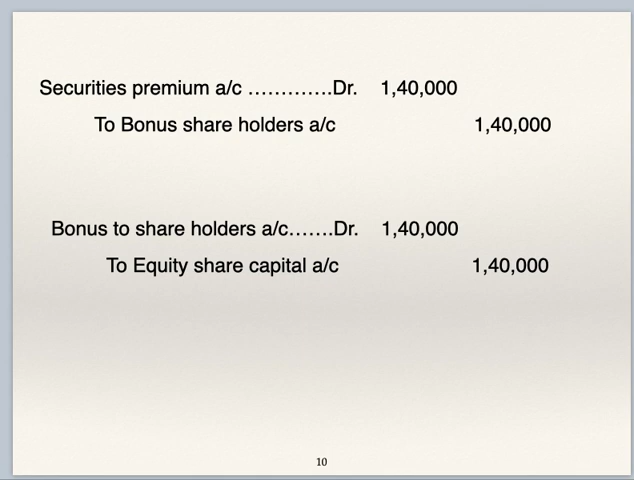 Securities premium a/c .............Dr. 1,40,000
To Bonus share holders a/c 1,40,000
Bonus to share holders a/c.......Dr. 1,40,000
To Equity share capital a/c 1,40,000
10